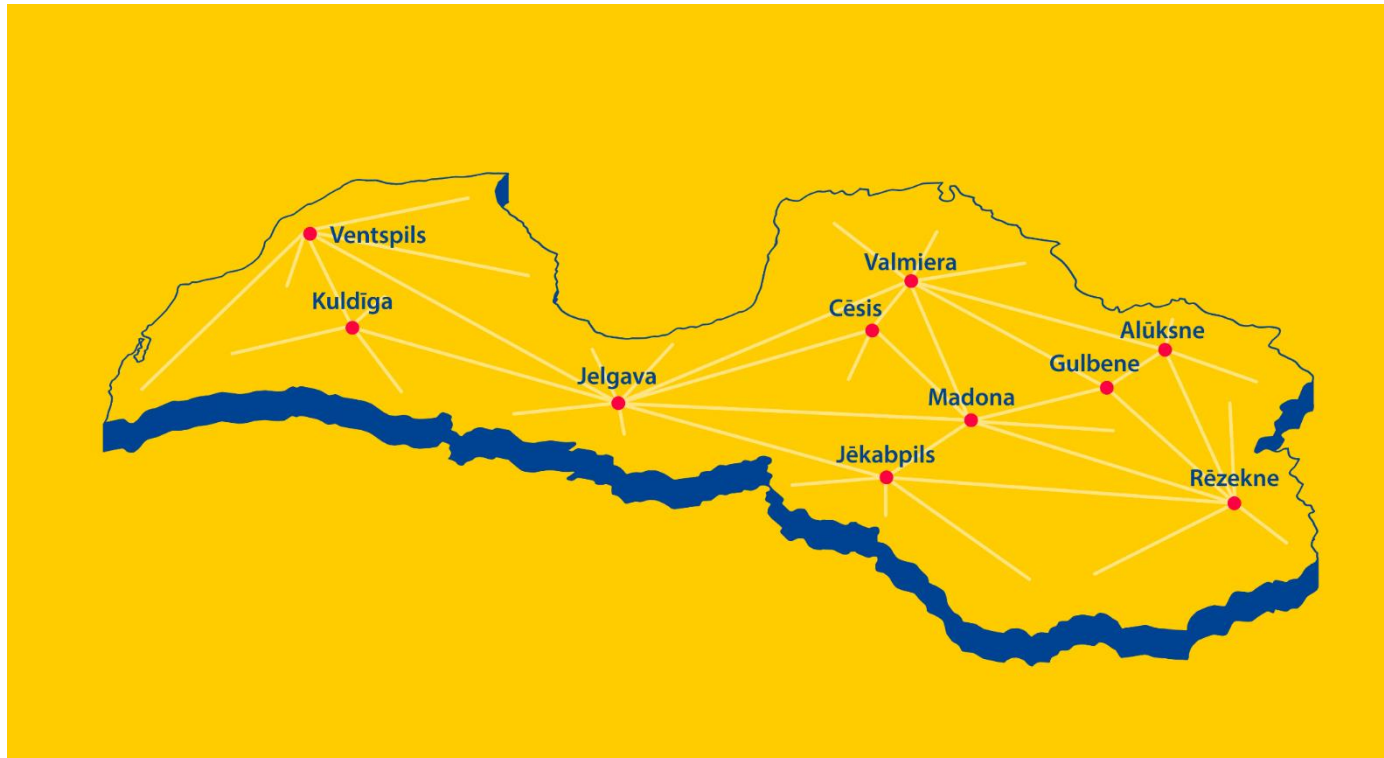 Ventspils
Valmiera
Kuldīga
Cēsis
Alūksne
Gulbene
Jelgava
Madona
Jēkabpils
Rēzekne